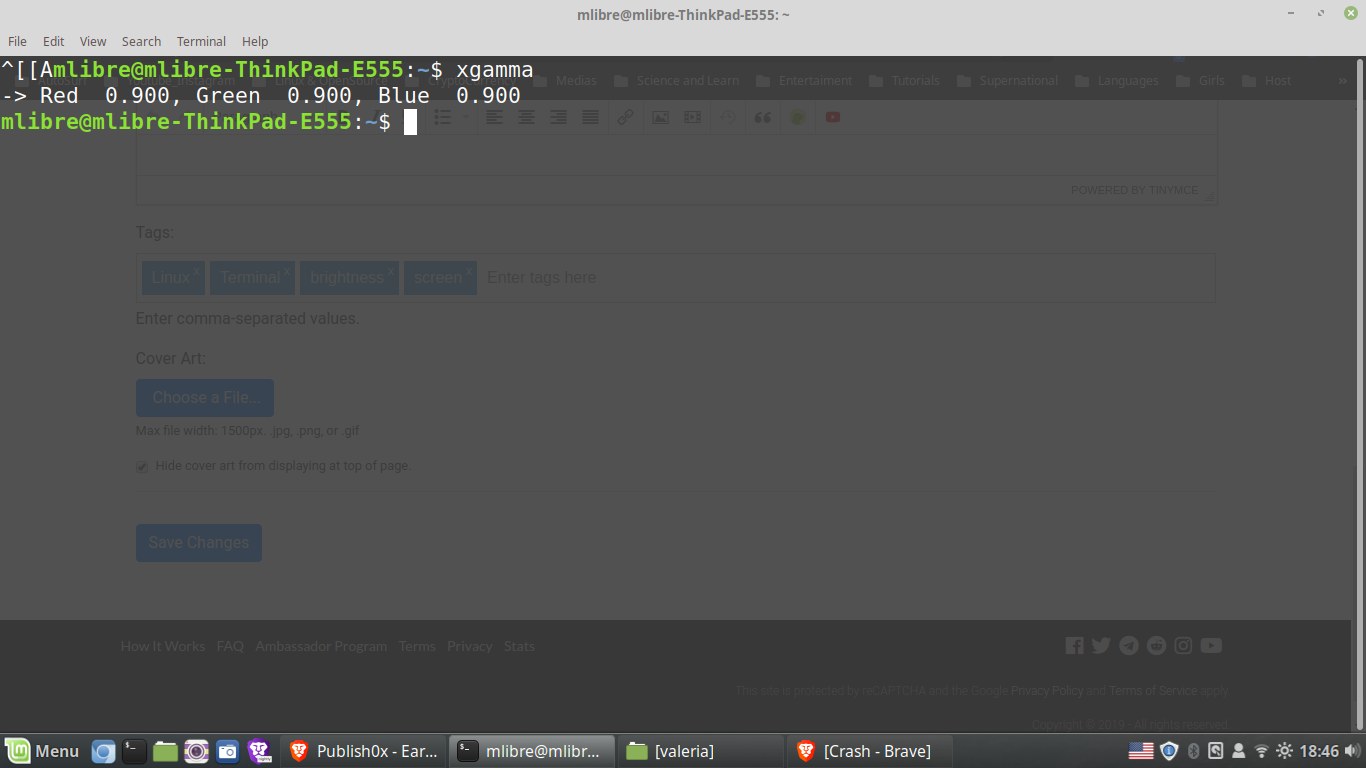 mlibre@mlibre-ThinkPad-E555: ~
File Edit View Search Terminal Help
^[[Amlibre@mlibre-ThinkPad-E555:~$ xgamma
-> Red  0.900, Green  0.900, Blue  0.900
mlibre@mlibre-ThinkPad-E555:~$
Medias Science and Learn Entertaiment Tutorials Supernational Languages Girls Host »
POWERED BY TINYMCE
Tags:
Linux x Terminal x brightness x screen x Enter tags here
Enter comma-separated values.
Cover Art:
Choose a File...
Max file width: 1500px. .jpg, .png, or .gif
Hide cover art from displaying at top of page.
Save Changes
How It Works FAQ Ambassador Program Terms Privacy Stats
This site is protected by reCAPTCHA and the Google Privacy Policy and Terms of Service apply.
Copyright © 2019 - All rights reserved.
Menu Publish0x - Ear... mlibre@mlibr... [valeria] [Crash - Brave] 18:46